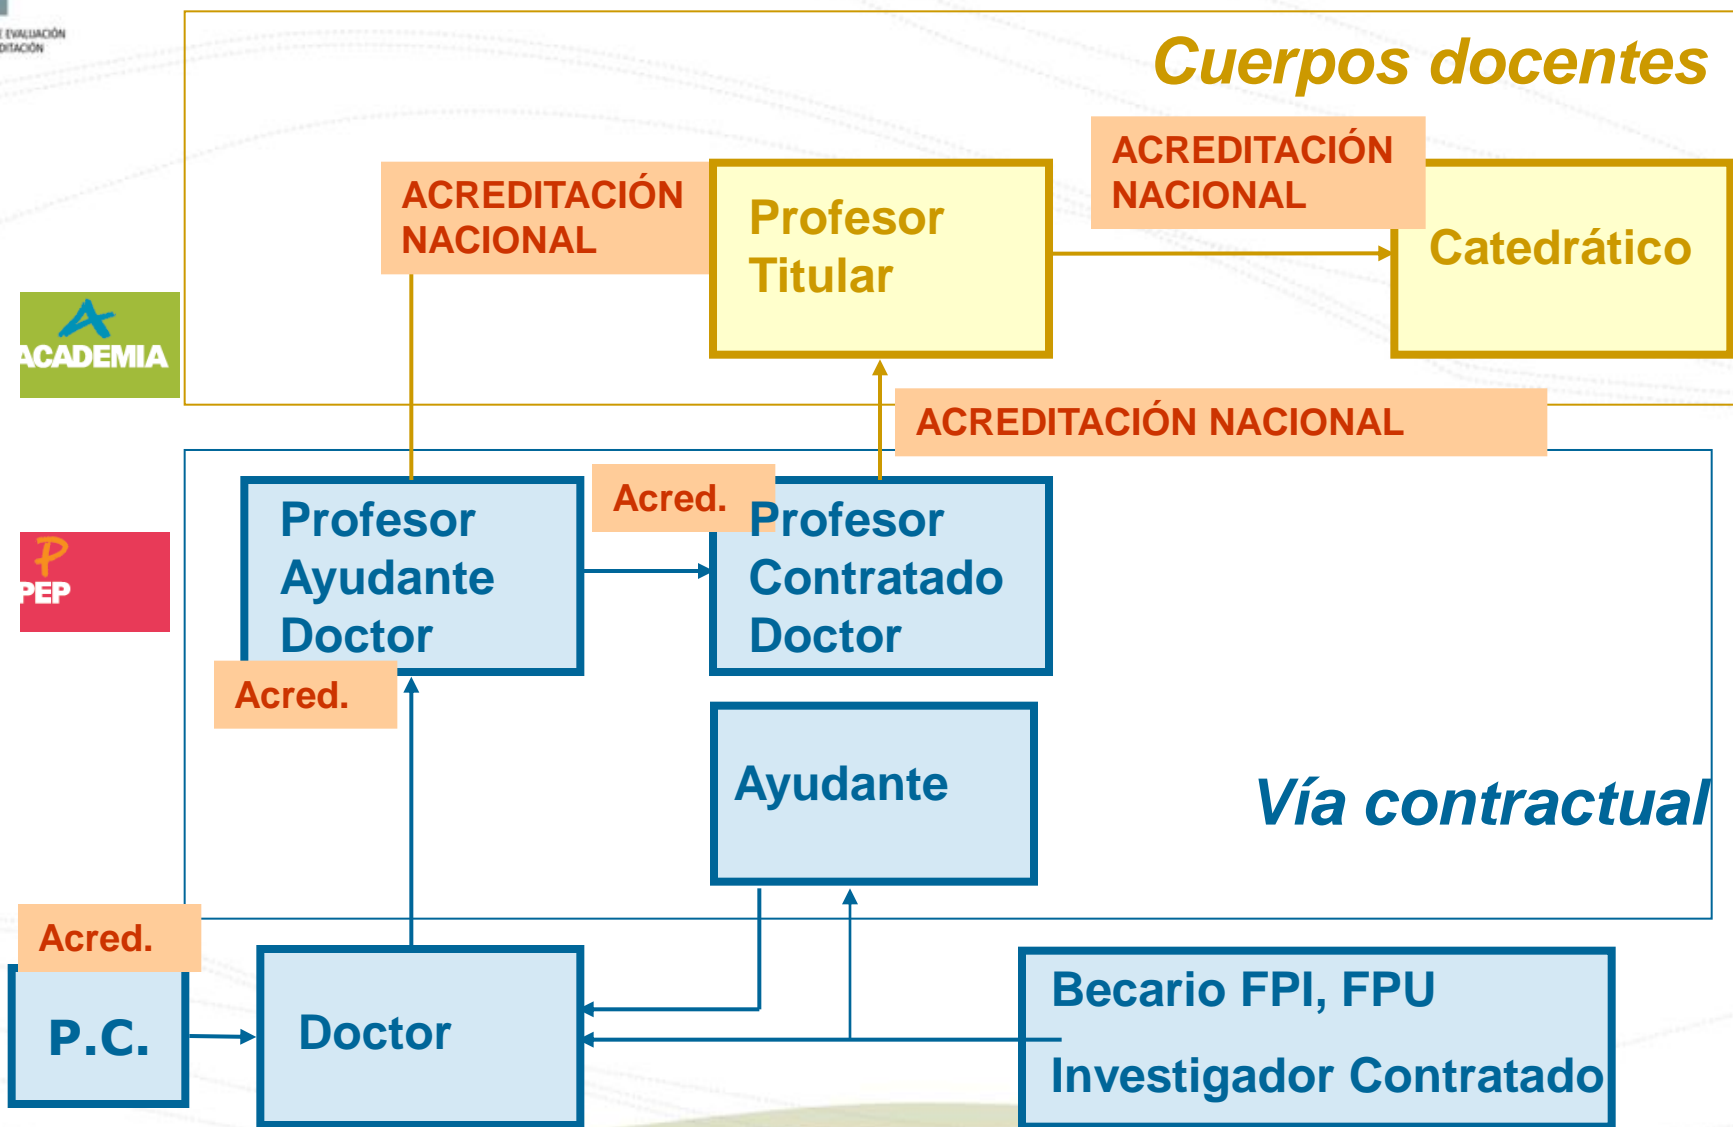 EVALUACIÓN
Cuerpos docentes
ACREDITACIÓN
NACIONAL
ACREDITACIÓN
NACIONAL
Profesor
Titular
Catedrático
ACADEMIA
ACREDITACIÓN NACIONAL
Acred.
Profesor
Ayudante
Doctor
Profesor
Contratado
Doctor
PEP
Acred.
Ayudante
Vía contractual
Acred.
P.C.
Doctor
Becario FPI, FPU
Investigador Contratado